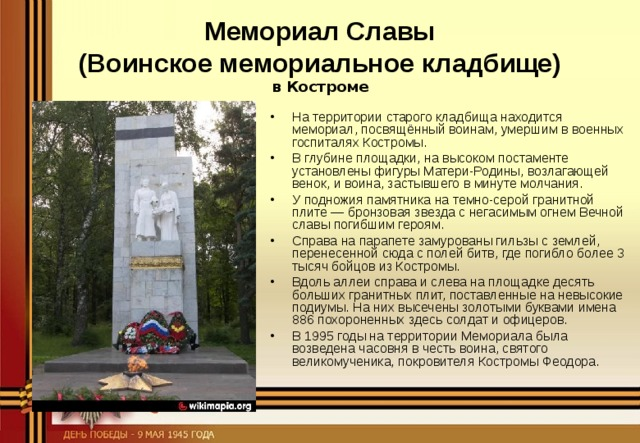 Мемориал Славы
(Воинское мемориальное кладбище)
в Костроме
• На территории старого кладбища находится
мемориал, посвящённый воинам, умершим в военных
госпиталях Костромы.
• В глубине площадки, на высоком постаменте
установлены фигуры Матери-Родины, возлагающей
венок, и воина, застывшего в минуте молчания.
• У подножия памятника на темно-серой гранитной
плите — бронзовая звезда с негасимым огнем Вечной
славы погибшим героям.
• Справа на парапете замурованы гильзы с землей,
перенесенной сюда с полей битв, где погибло более 3
тысяч бойцов из Костромы.
• Вдоль аллеи справа и слева на площадке десять
больших гранитных плит, поставленные на невысокие
подиумы. На них высечены золотыми буквами имена
886 похороненных здесь солдат и офицеров.
• В 1995 годы на территории Мемориала была
возведена часовня в честь воина, святого
великомученика, покровителя Костромы Феодора.
wikimapia.org
ДЕНЬ ПОБЕДЫ - 9 МАЯ 1945 ГОДА